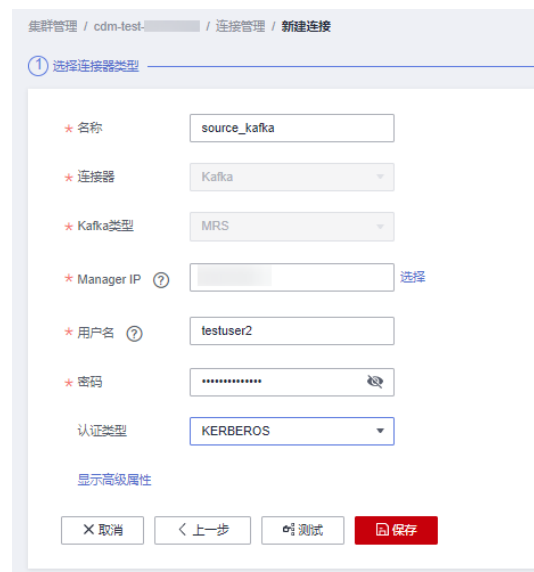 集群管理 / cdm-test- / 连接管理 / 新建连接
1 选择连接器类型
* 名称 source_kafka
* 连接器 Kafka
* Kafka类型 MRS
* Manager IP ? 选择
* 用户名 ? testuser2
* 密码 ••••••••••••••
认证类型 KERBEROS
显示高级属性
取消 上一步 测试 保存